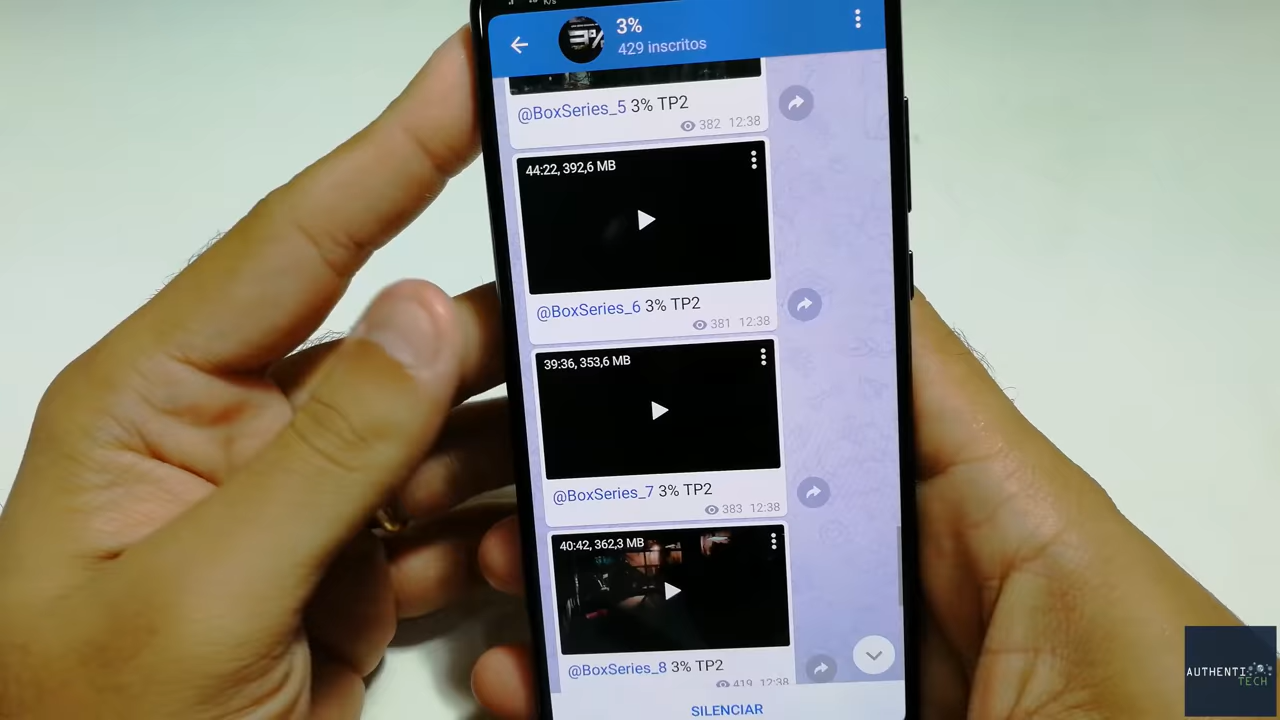 K/s
3%
429 inscritos
@BoxSeries_5 3% TP2
382 12:38
44:22, 392,6 MB
@BoxSeries_6 3% TP2
381 12:38
39:36, 353,6 MB
@BoxSeries_7 3% TP2
383 12:38
40:42, 362,3 MB
@BoxSeries_8 3% TP2
419 12:38
SILENCIAR
AUTHENTI
TECH